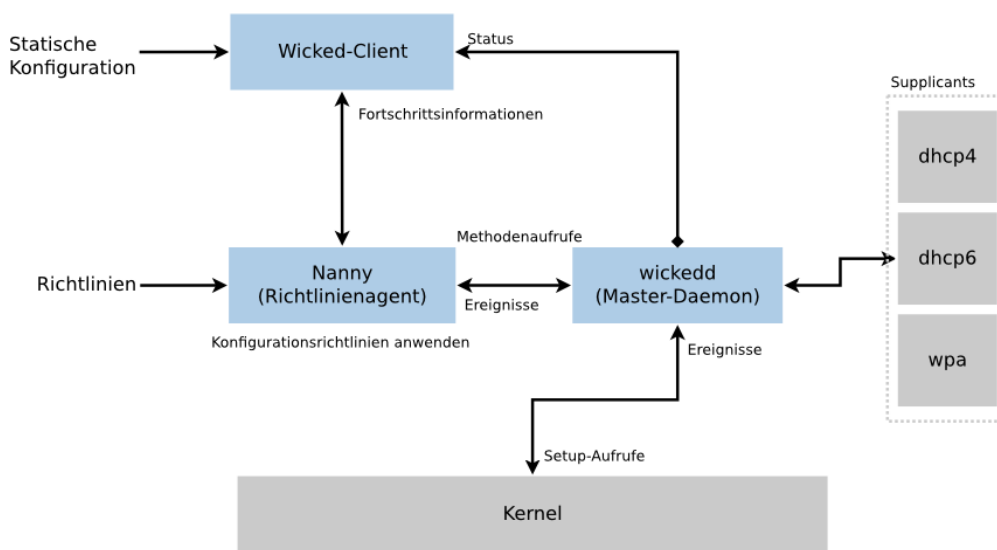 Statische
Konfiguration
Wicked-Client
Status
Fortschrittsinformationen
Supplicants
dhcp4
dhcp6
wpa
Methodenaufrufe
Richtlinien
Nanny
(Richtlinienagent)
Ereignisse
wickedd
(Master-Daemon)
Konfigurationsrichtlinien anwenden
Ereignisse
Setup-Aufrufe
Kernel